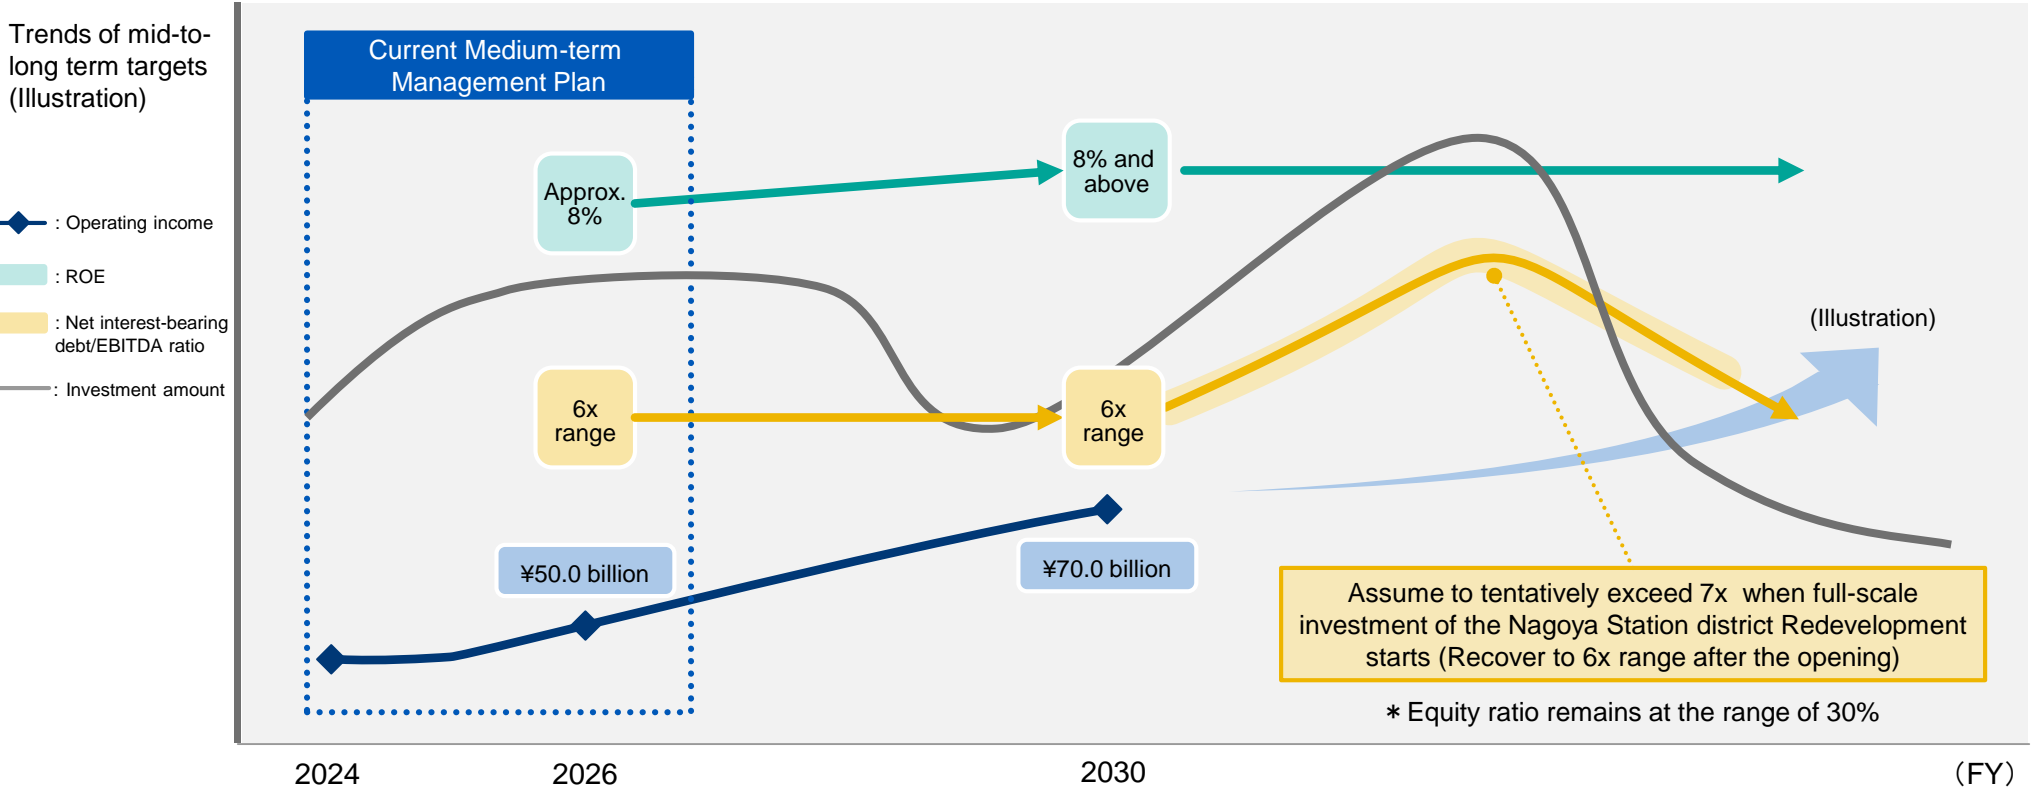 Trends of mid-to-
long term targets
(Illustration)
Current Medium-term
Management Plan
: Operating income
: ROE
: Net interest-bearing
debt/EBITDA ratio
: Investment amount
Approx.
8%
8% and
above
6x
range
6x
range
¥50.0 billion
¥70.0 billion
(Illustration)
Assume to tentatively exceed 7x when full-scale
investment of the Nagoya Station district Redevelopment
starts (Recover to 6x range after the opening)
* Equity ratio remains at the range of 30%
2024
2026
2030
（FY）